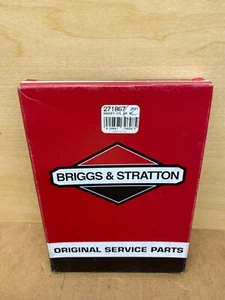 271867
BRIGGS & STRATTON
ORIGINAL SERVICE PARTS